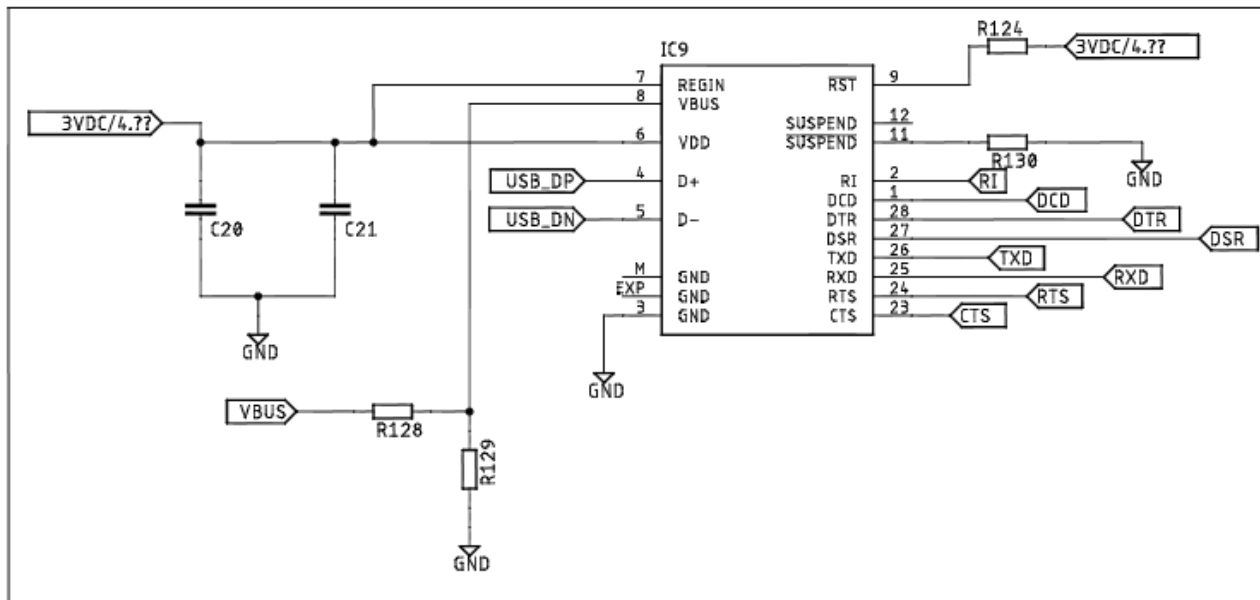 R124
3VDC/4.??
IC9
7 REGIN
RST 9
8 VBUS
3VDC/4.??
SUSPEND 12
6 VDD
SUSPEND 11
R130
GND
USB_DP 4 D+
RI 2 RI
DCD 1 DCD
C20
C21
USB_DN 5 D-
DTR 28 DTR
DSR 27 DSR
TXD 26 TXD
M GND
RXD 25 RXD
EXP GND
RTS 24 RTS
3 GND
CTS 23 CTS
GND
GND
VBUS
R128
R129
GND